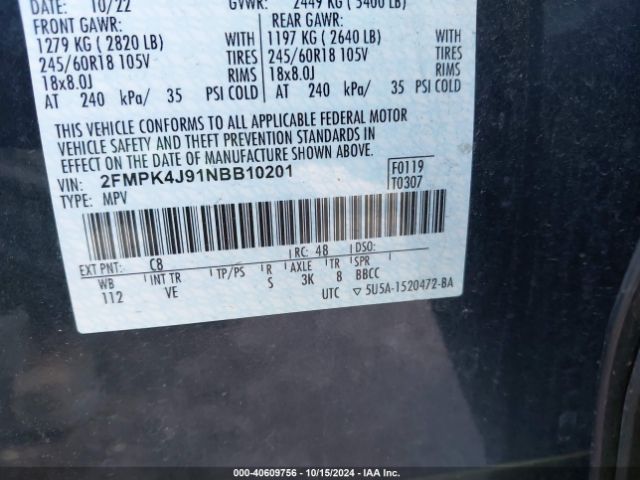 DATE: 10/22 GVWR: 2449 KG ( 5400 LB)
FRONT GAWR: REAR GAWR:
1279 KG ( 2820 LB) WITH 1197 KG ( 2640 LB) WITH
245/60R18 105V TIRES 245/60R18 105V TIRES
18x8.0J RIMS 18x8.0J RIMS
AT 240 kPa/ 35 PSI COLD AT 240 kPa/ 35 PSI COLD
THIS VEHICLE CONFORMS TO ALL APPLICABLE FEDERAL MOTOR
VEHICLE SAFETY AND THEFT PREVENTION STANDARDS IN
EFFECT ON THE DATE OF MANUFACTURE SHOWN ABOVE.
VIN: 2FMPK4J91NBB10201 F0119
TYPE: MPV T0307
EXT PNT: C8 RC: 48 DSO:
WB INT TR TP/PS R AXLE TR SPR
112 VE S 3K 8 BBCC
UTC ▽ 5U5A-1520472-BA
000-40609756 - 10/15/2024 - IAA Inc.